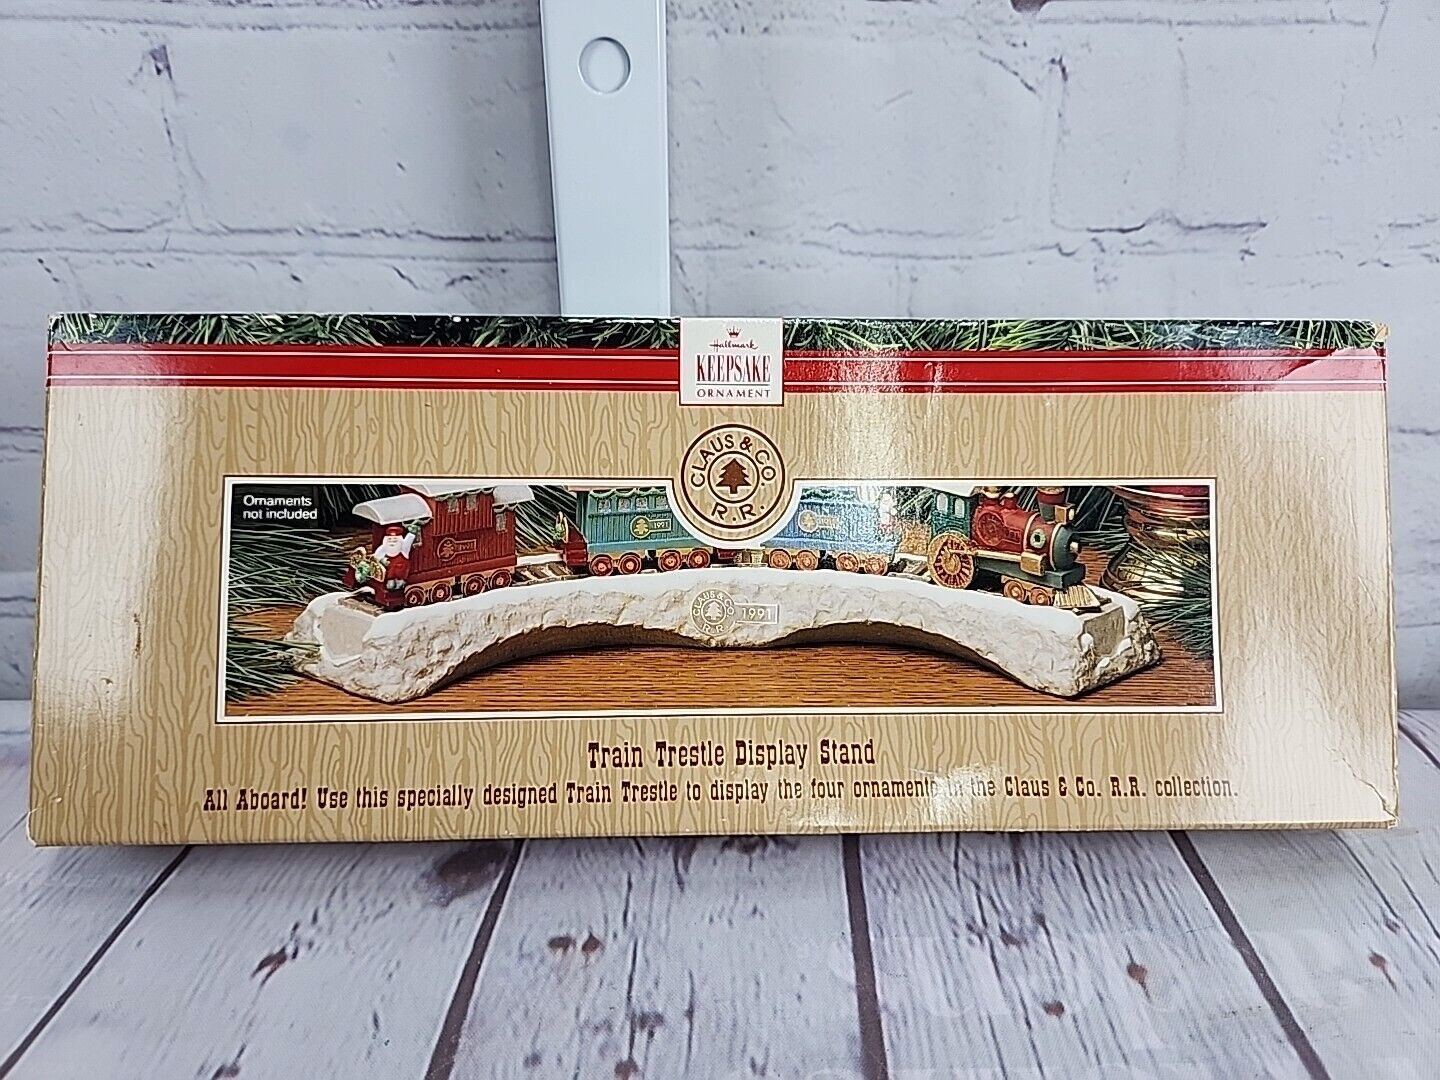 Hallmark
KEEPSAKE
ORNAMENT
CLAUS & CO.
R.R.
Ornaments
not included
1991
1991
CLAUS & CO.
R.R.
1991
Train Trestle Display Stand
All Aboard! Use this specially designed Train Trestle to display the four ornaments in the Claus & Co. R.R. collection.